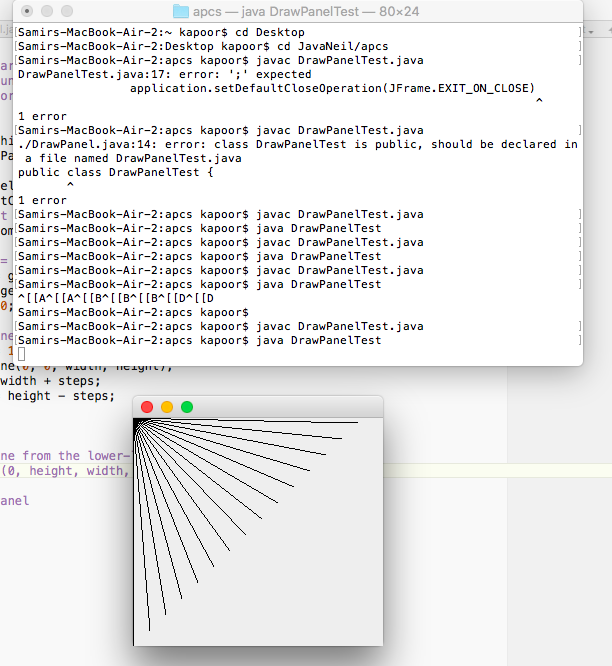 apcs — java DrawPanelTest — 80×24
[Samirs-MacBook-Air-2:~ kapoor$ cd Desktop ]
[Samirs-MacBook-Air-2:Desktop kapoor$ cd JavaNeil/apcs ]
[Samirs-MacBook-Air-2:apcs kapoor$ javac DrawPanelTest.java ]
DrawPanelTest.java:17: error: ';' expected
application.setDefaultCloseOperation(JFrame.EXIT_ON_CLOSE)
^
1 error
[Samirs-MacBook-Air-2:apcs kapoor$ javac DrawPanelTest.java ]
./DrawPanel.java:14: error: class DrawPanelTest is public, should be declared in
a file named DrawPanelTest.java
public class DrawPanelTest {
^
1 error
[Samirs-MacBook-Air-2:apcs kapoor$ javac DrawPanelTest.java ]
[Samirs-MacBook-Air-2:apcs kapoor$ java DrawPanelTest ]
[Samirs-MacBook-Air-2:apcs kapoor$ javac DrawPanelTest.java ]
[Samirs-MacBook-Air-2:apcs kapoor$ java DrawPanelTest ]
[Samirs-MacBook-Air-2:apcs kapoor$ javac DrawPanelTest.java ]
[Samirs-MacBook-Air-2:apcs kapoor$ java DrawPanelTest ]
^[[A^[[A^[[B^[[B^[[D^[[D
Samirs-MacBook-Air-2:apcs kapoor$
[Samirs-MacBook-Air-2:apcs kapoor$ javac DrawPanelTest.java ]
[Samirs-MacBook-Air-2:apcs kapoor$ java DrawPanelTest ]
ne(0, 0, width, height);
width + steps;
height - steps;
ne from the lower-
(0, height, width,
anel